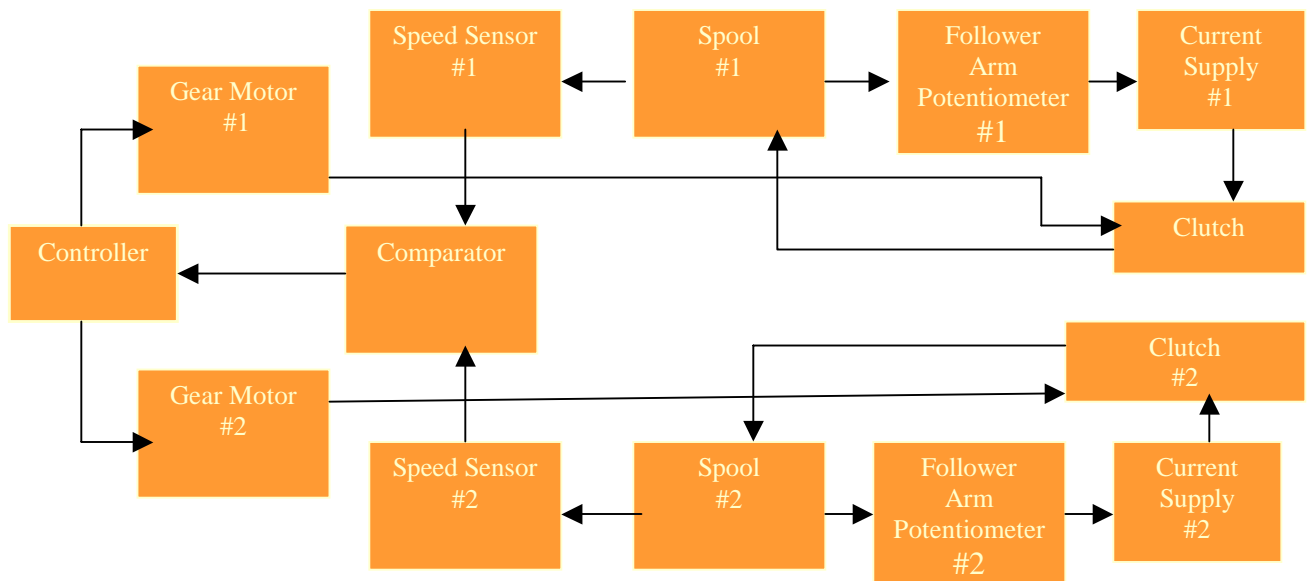 Speed Sensor
#1
Spool
#1
Follower
Arm
Potentiometer
#1
Current
Supply
#1
Gear Motor
#1
Controller
Comparator
Clutch
Clutch
#2
Gear Motor
#2
Speed Sensor
#2
Spool
#2
Follower
Arm
Potentiometer
#2
Current
Supply
#2